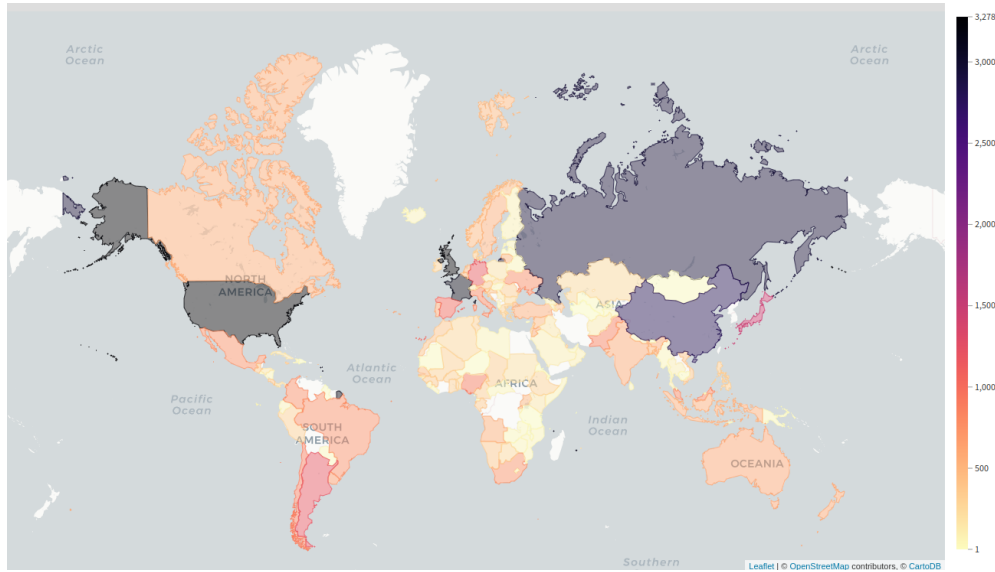 Arctic
Ocean
Arctic
Ocean
NORTH
AMERICA
ASIA
Atlantic
Ocean
AFRICA
Pacific
Ocean
Indian
Ocean
SOUTH
AMERICA
OCEANIA
Southern
Leaflet | © OpenStreetMap contributors, © CartoDB
3,278
3,000
2,500
2,000
1,500
1,000
500
1